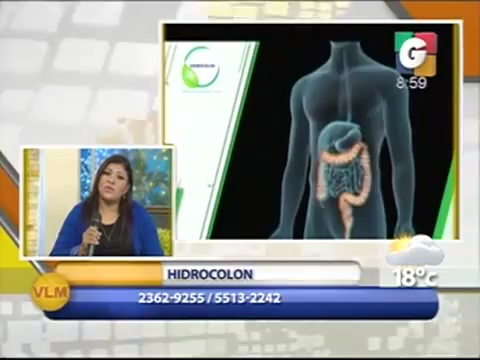 G
8:59
HIDROCOLON
VLM
2362-9255 / 5513-2242
18°C